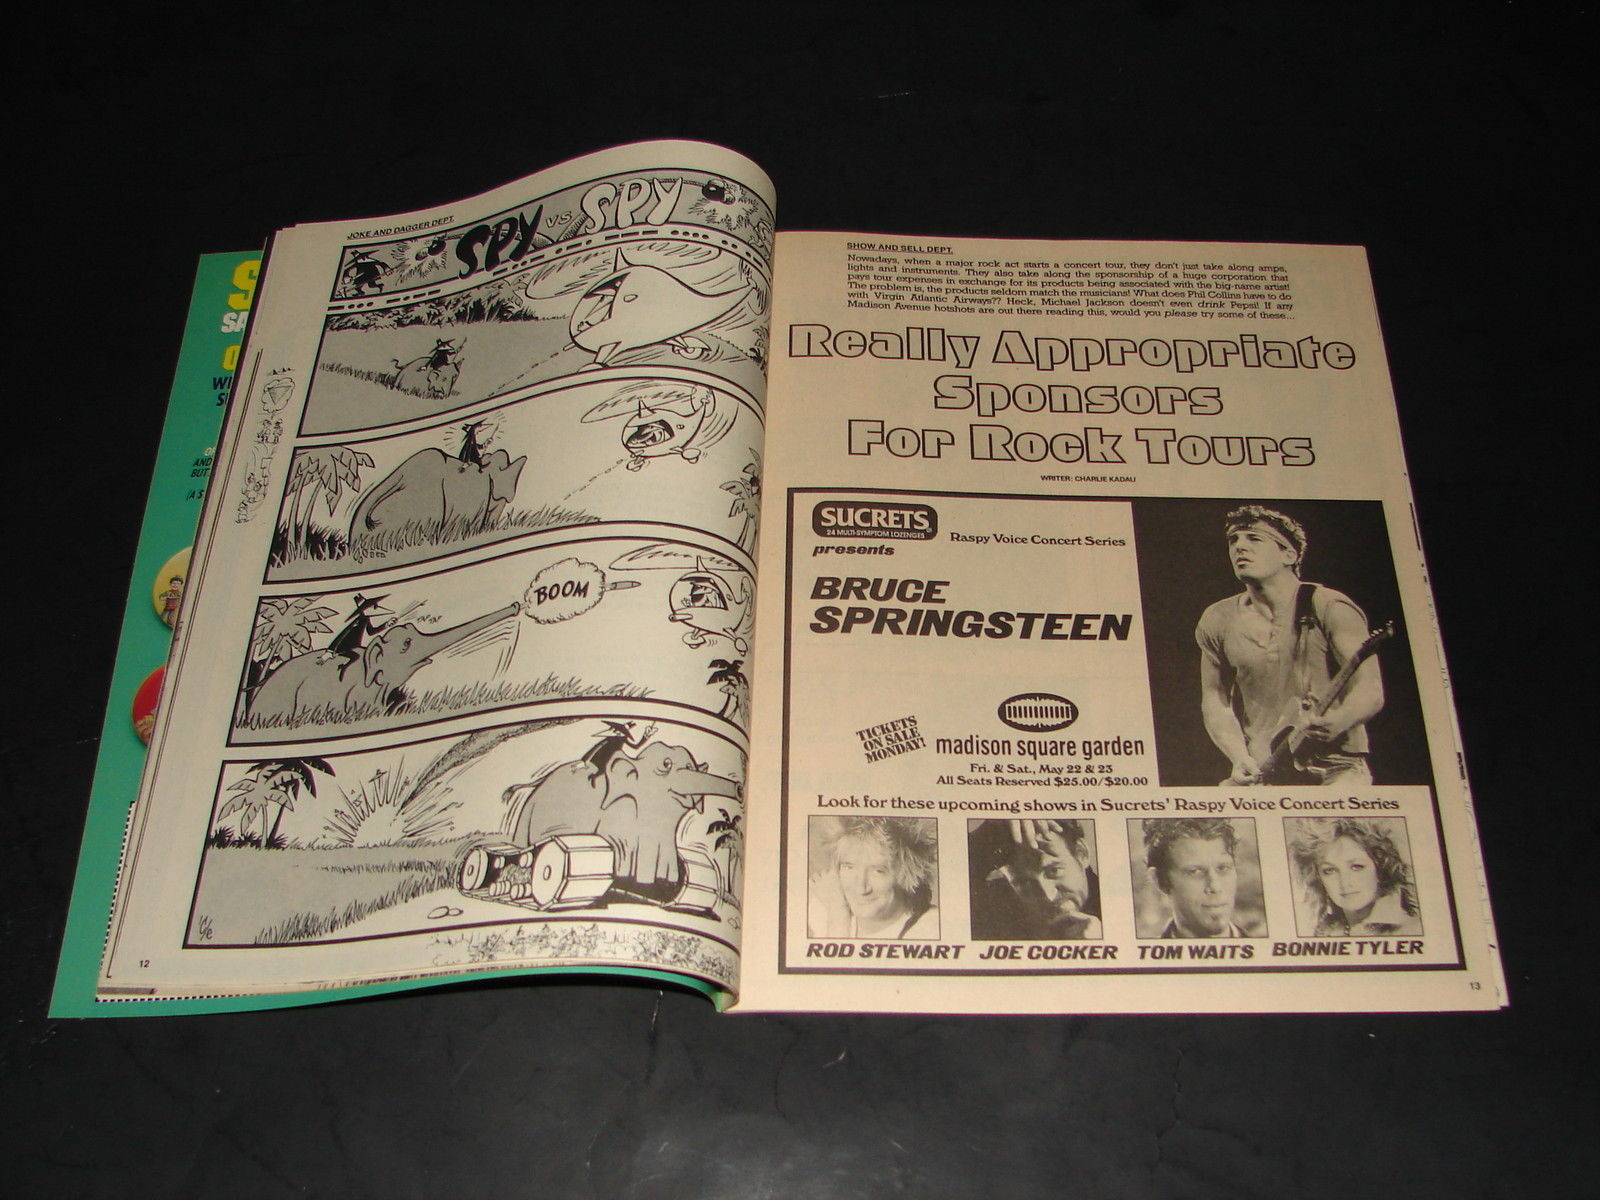 JOKE AND DAGGER DEPT.
SPY VS SPY
BOOM
TAP TAP
12
SHOW AND SELL DEPT.
Nowadays, when a major rock act starts a concert tour, they don't just take along amps,
lights and instruments. They also take along the sponsorship of a huge corporation that
pays tour expenses in exchange for its products being associated with the big-name artist!
The problem is, the products seldom match the musicians! What does Phil Collins have to do
with Virgin Atlantic Airways?? Heck, Michael Jackson doesn't even drink Pepsi! If any
Madison Avenue hotshots are out there reading this, would you please try some of these...
Really Appropriate
Sponsors
For Rock Tours
WRITER: CHARLIE KADAU
SUCRETS
24 MULTI-SYMPTOM LOZENGES
presents
Raspy Voice Concert Series
BRUCE
SPRINGSTEEN
TICKETS
ON SALE
MONDAY!
madison square garden
Fri. & Sat., May 22 & 23
All Seats Reserved $25.00/$20.00
Look for these upcoming shows in Sucrets' Raspy Voice Concert Series
ROD STEWART JOE COCKER TOM WAITS BONNIE TYLER
13